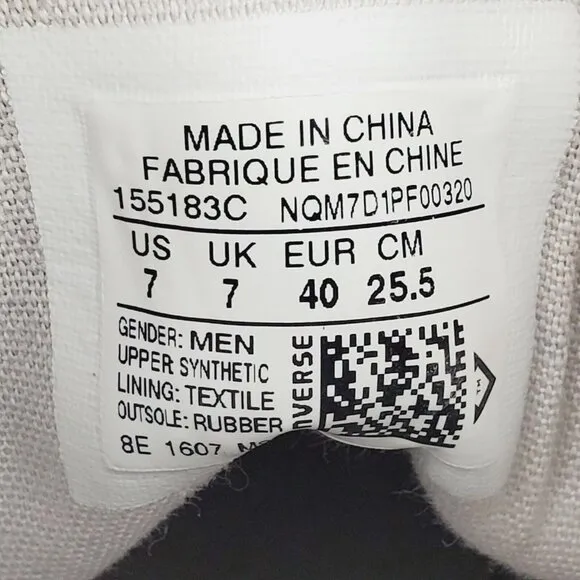 MADE IN CHINA
FABRIQUE EN CHINE
155183C NQM7D1PF00320
US UK EUR CM
7 7 40 25.5
GENDER: MEN
UPPER: SYNTHETIC
LINING: TEXTILE
OUTSOLE: RUBBER
8E 1607